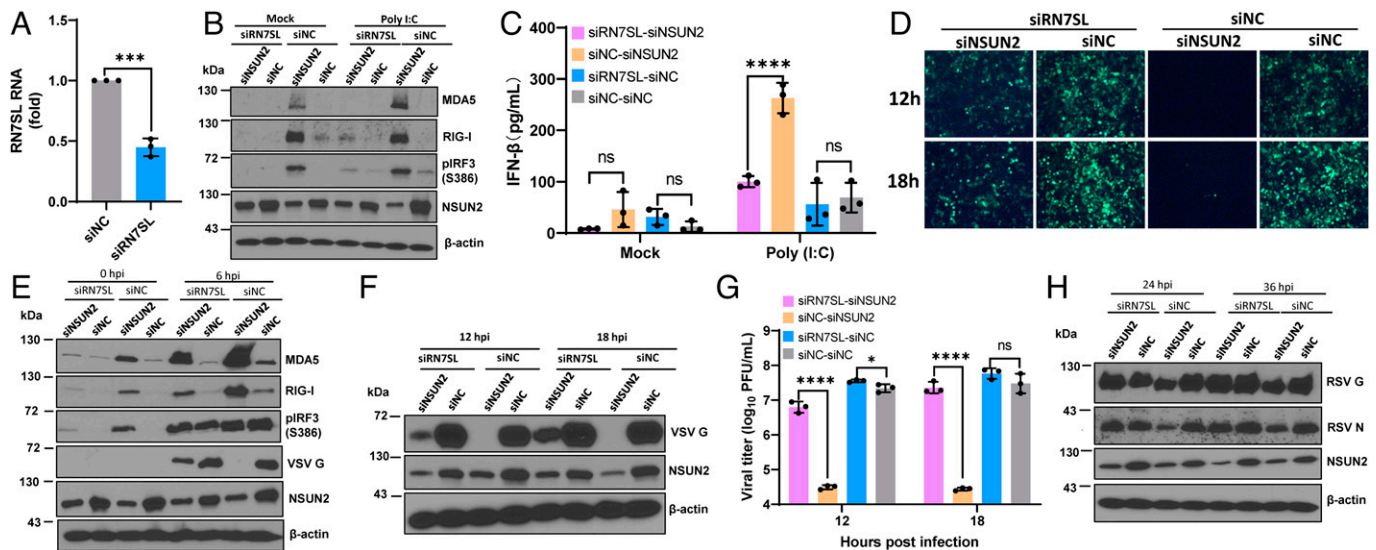 A
RN7SL RNA
(fold)
1.5
1.0
0.5
0.0
***
siNC
siRN7SL
B
Mock
Poly I:C
siRN7SL siNC siRN7SL siNC
kDa
siNSUN2 siNC siNSUN2 siNC siNSUN2 siNC siNSUN2 siNC
130
MDA5
130
RIG-I
72
pIRF3
(S386)
130
NSUN2
43
β-actin
C
siRN7SL-siNSUN2
siNC-siNSUN2
siRN7SL-siNC
siNC-siNC
IFN-β (pg/mL)
400
300
200
100
0
ns
ns
****
ns
Mock
Poly (I:C)
D
siRN7SL siNC
siNSUN2 siNC siNSUN2 siNC
12h
18h
E
0 hpi 6 hpi
siRN7SL siNC siRN7SL siNC
kDa
siNSUN2 siNC siNSUN2 siNC siNSUN2 siNC siNSUN2 siNC
130
MDA5
130
RIG-I
72
pIRF3
(S386)
72
VSV G
130
NSUN2
43
β-actin
F
12 hpi 18 hpi
siRN7SL siNC siRN7SL siNC
kDa
siNSUN2 siNC siNSUN2 siNC siNSUN2 siNC siNSUN2 siNC
72
VSV G
130
NSUN2
43
β-actin
G
siRN7SL-siNSUN2
siNC-siNSUN2
siRN7SL-siNC
siNC-siNC
Viral titer (log10 PFU/mL)
9
8
7
6
5
4
****
*
****
ns
12
18
Hours post infection
H
24 hpi 36 hpi
siRN7SL siNC siRN7SL siNC
kDa
siNSUN2 siNC siNSUN2 siNC siNSUN2 siNC siNSUN2 siNC
130
RSV G
43
RSV N
130
NSUN2
43
β-actin